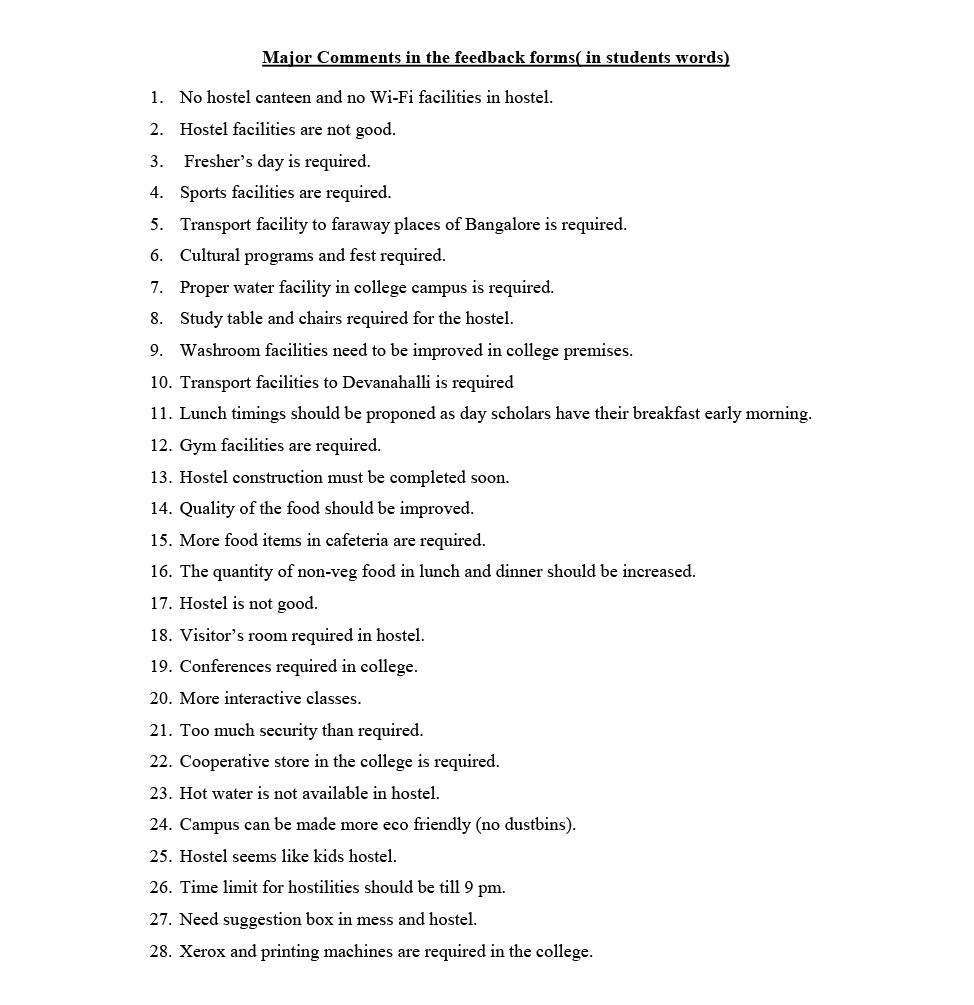 Major Comments in the feedback forms( in students words)
1. No hostel canteen and no Wi-Fi facilities in hostel.
2. Hostel facilities are not good.
3. Fresher’s day is required.
4. Sports facilities are required.
5. Transport facility to faraway places of Bangalore is required.
6. Cultural programs and fest required.
7. Proper water facility in college campus is required.
8. Study table and chairs required for the hostel.
9. Washroom facilities need to be improved in college premises.
10. Transport facilities to Devanahalli is required
11. Lunch timings should be proponed as day scholars have their breakfast early morning.
12. Gym facilities are required.
13. Hostel construction must be completed soon.
14. Quality of the food should be improved.
15. More food items in cafeteria are required.
16. The quantity of non-veg food in lunch and dinner should be increased.
17. Hostel is not good.
18. Visitor’s room required in hostel.
19. Conferences required in college.
20. More interactive classes.
21. Too much security than required.
22. Cooperative store in the college is required.
23. Hot water is not available in hostel.
24. Campus can be made more eco friendly (no dustbins).
25. Hostel seems like kids hostel.
26. Time limit for hostilities should be till 9 pm.
27. Need suggestion box in mess and hostel.
28. Xerox and printing machines are required in the college.